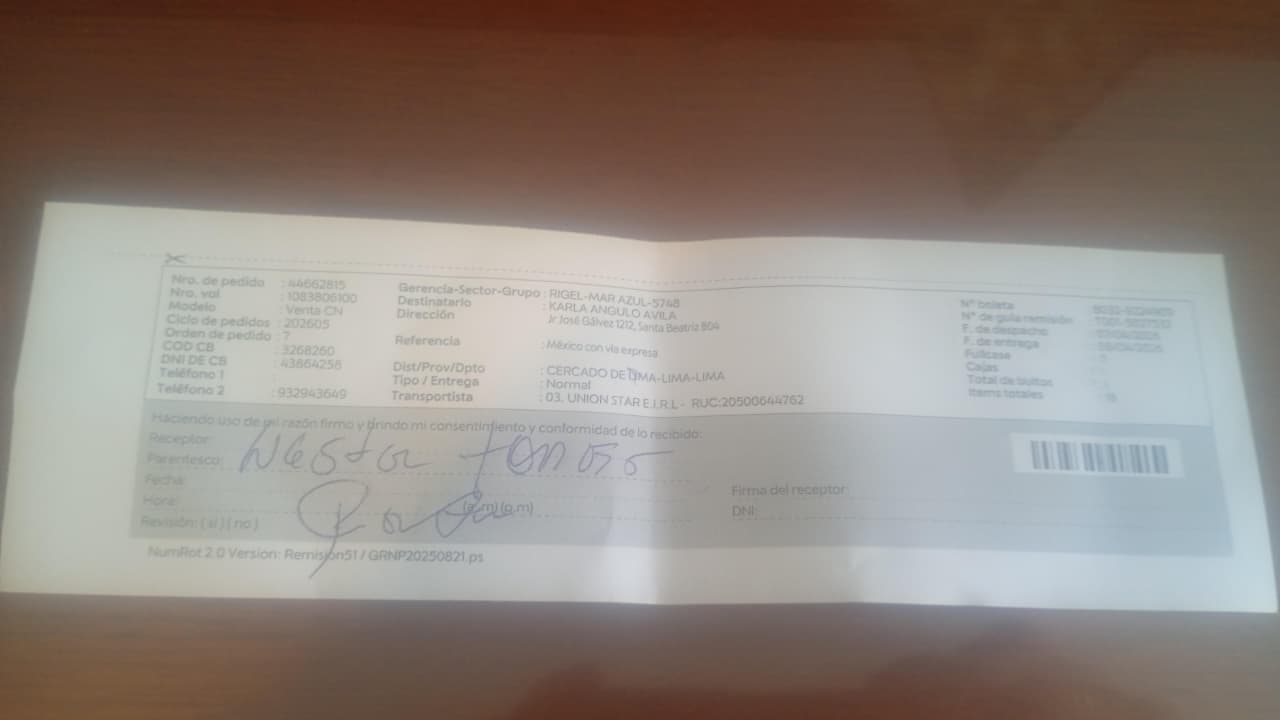 Nro. de pedido : 44662815
Nro. val : 1083806100
Modelo : Venta CN
Ciclo de pedidos : 202605
Orden de pedido : 7
COD CB : 3268260
DNI DE CB : 43664258
Teléfono 1
Teléfono 2 : 932943649
Gerencia-Sector-Grupo : RIGEL-MAR AZUL-5748
Destinatario : KARLA ANGULO AVILA
Dirección Jr José Gálvez 1212, Santa Beatriz 804
Referencia : México con vía expresa
Dist/Prov/Dpto : CERCADO DE LIMA-LIMA-LIMA
Tipo / Entrega : Normal
Transportista : 03. UNION STAR E.I.R.L - RUC:20506644762
N° boleta
N° de guía remisión
F. de despacho
F. de entrega
Fullcase
Cajas
Total de bultos
Items totales
Haciendo uso de mi razón firmo y brindo mi consentimiento y conformidad de lo recibido:
Receptor:
Parentesco:
Fecha:
Hora: (a.m) (p.m)
Revisión: ( si ) ( no )
Firma del receptor:
DNI:
NumRot 2.0 Version: Remision51 / GRNP20250821.ps